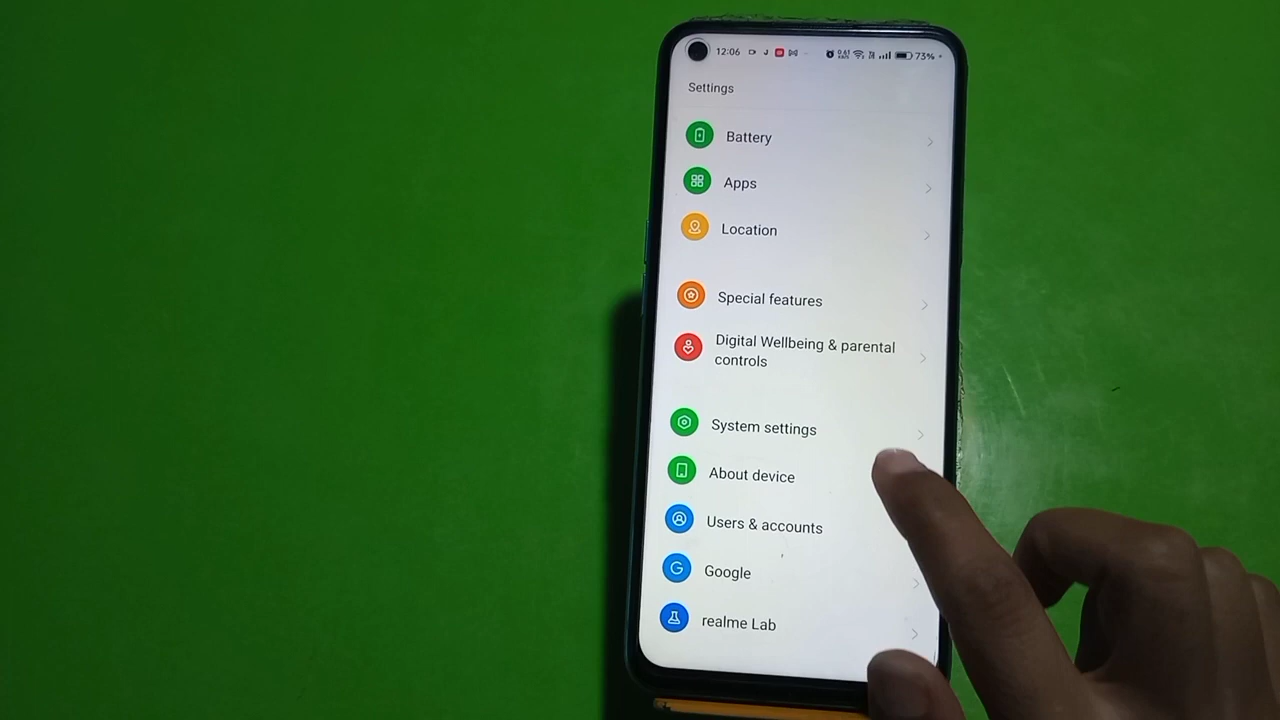 12:06
73%
Settings
Battery
Apps
Location
Special features
Digital Wellbeing & parental
controls
System settings
About device
Users & accounts
Google
realme Lab